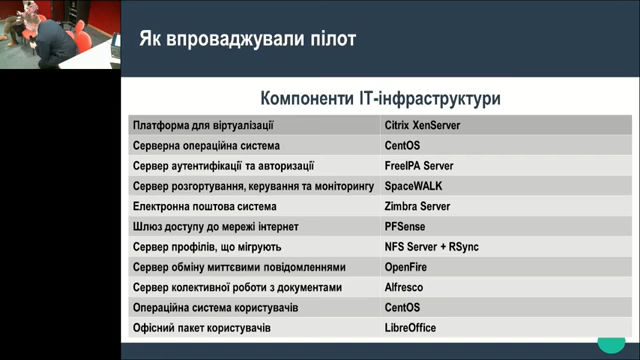 Як впроваджували пілот
Компоненти ІТ-інфраструктури
Платформа для віртуалізації Citrix XenServer
Серверна операційна система CentOS
Сервер аутентифікації та авторизації FreeIPA Server
Сервер розгортування, керування та моніторингу SpaceWALK
Електронна поштова система Zimbra Server
Шлюз доступу до мережі інтернет PFSense
Сервер профілів, що мігрують NFS Server + RSync
Сервер обміну миттєвими повідомленнями OpenFire
Сервер колективної роботи з документами Alfresco
Операційна система користувачів CentOS
Офісний пакет користувачів LibreOffice